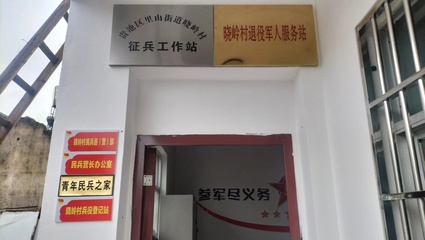 贵池区里山街道晓岭村
征兵工作站
晓岭村退役军人服务站
晓岭村民兵连(营)部
民兵营长办公室
青年民兵之家
晓岭村兵役登记站
参军尽义务